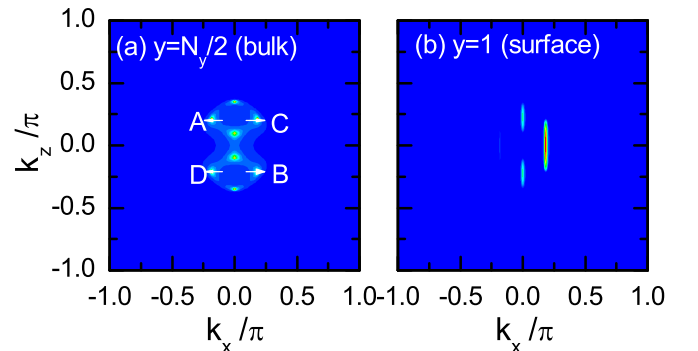 (a) y=N_y/2 (bulk)
(b) y=1 (surface)
1.0
0.5
0.0
-0.5
-1.0
k_z/π
A
C
D
B
-1.0 -0.5 0.0 0.5 1.0
-1.0 -0.5 0.0 0.5 1.0
k_x/π
k_x/π